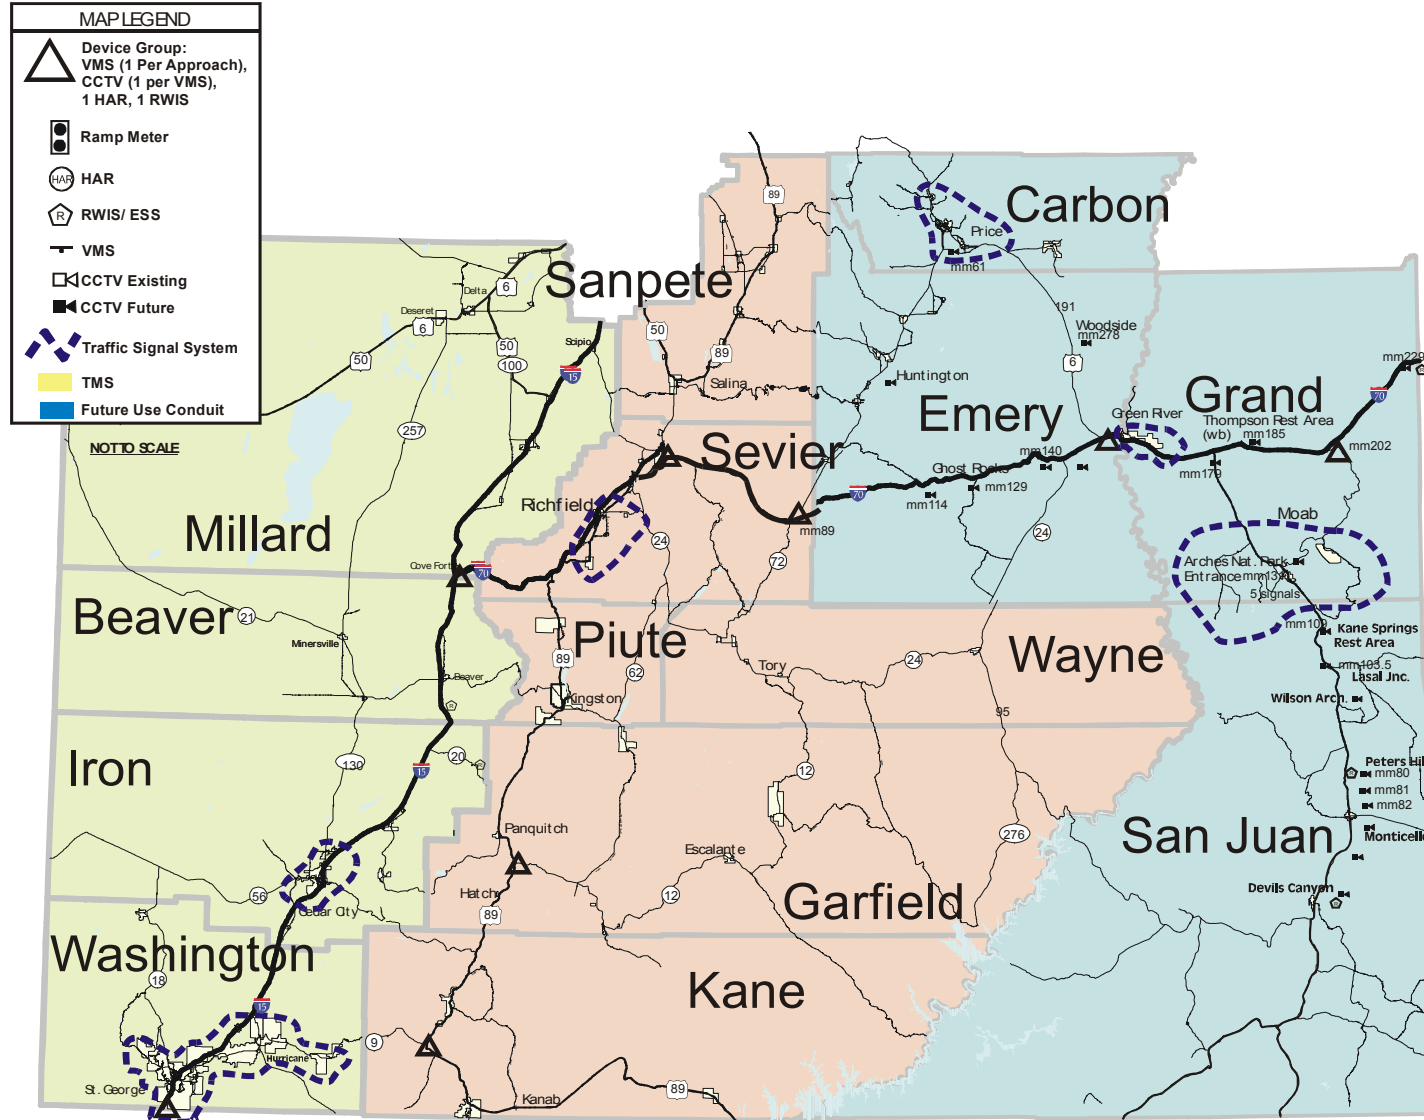 MAP LEGEND
Device Group:
VMS (1 Per Approach),
CCTV (1 per VMS),
1 HAR, 1 RWIS
Ramp Meter
HAR
HAR
R
RWIS/ ESS
VMS
CCTV Existing
CCTV Future
Traffic Signal System
TMS
Future Use Conduit
NOT TO SCALE
Carbon
Price
mm61
89
Sanpete
6
Delta
Deseret
6
50
50
100
Scipio
15
50
89
Salina
191
Woodside
mm278
6
Huntington
Emery
Grand
mm229
70
Green River
Thompson Rest Area
(wb)
mm185
mm202
mm179
257
Sevier
mm140
Ghost Rocks
mm129
mm114
70
mm89
Richfield
24
72
24
Millard
Cove Fort
70
Moab
Arches Nat. Park
Entrance
5 signals
mm109
Kane Springs
Rest Area
mm103.5
Lasal Jnc.
Wilson Arch.
Beaver
21
Minersville
Beaver
Piute
89
62
Kingston
Tory
24
Wayne
95
Iron
130
20
15
12
276
Peters Hil
R
mm80
mm81
mm82
Monticello
San Juan
Panquitch
Escalante
Hatch
89
12
Garfield
Devils Canyon
R
56
Cedar City
Washington
18
15
Hurricane
St. George
9
Kane
Kanab
89